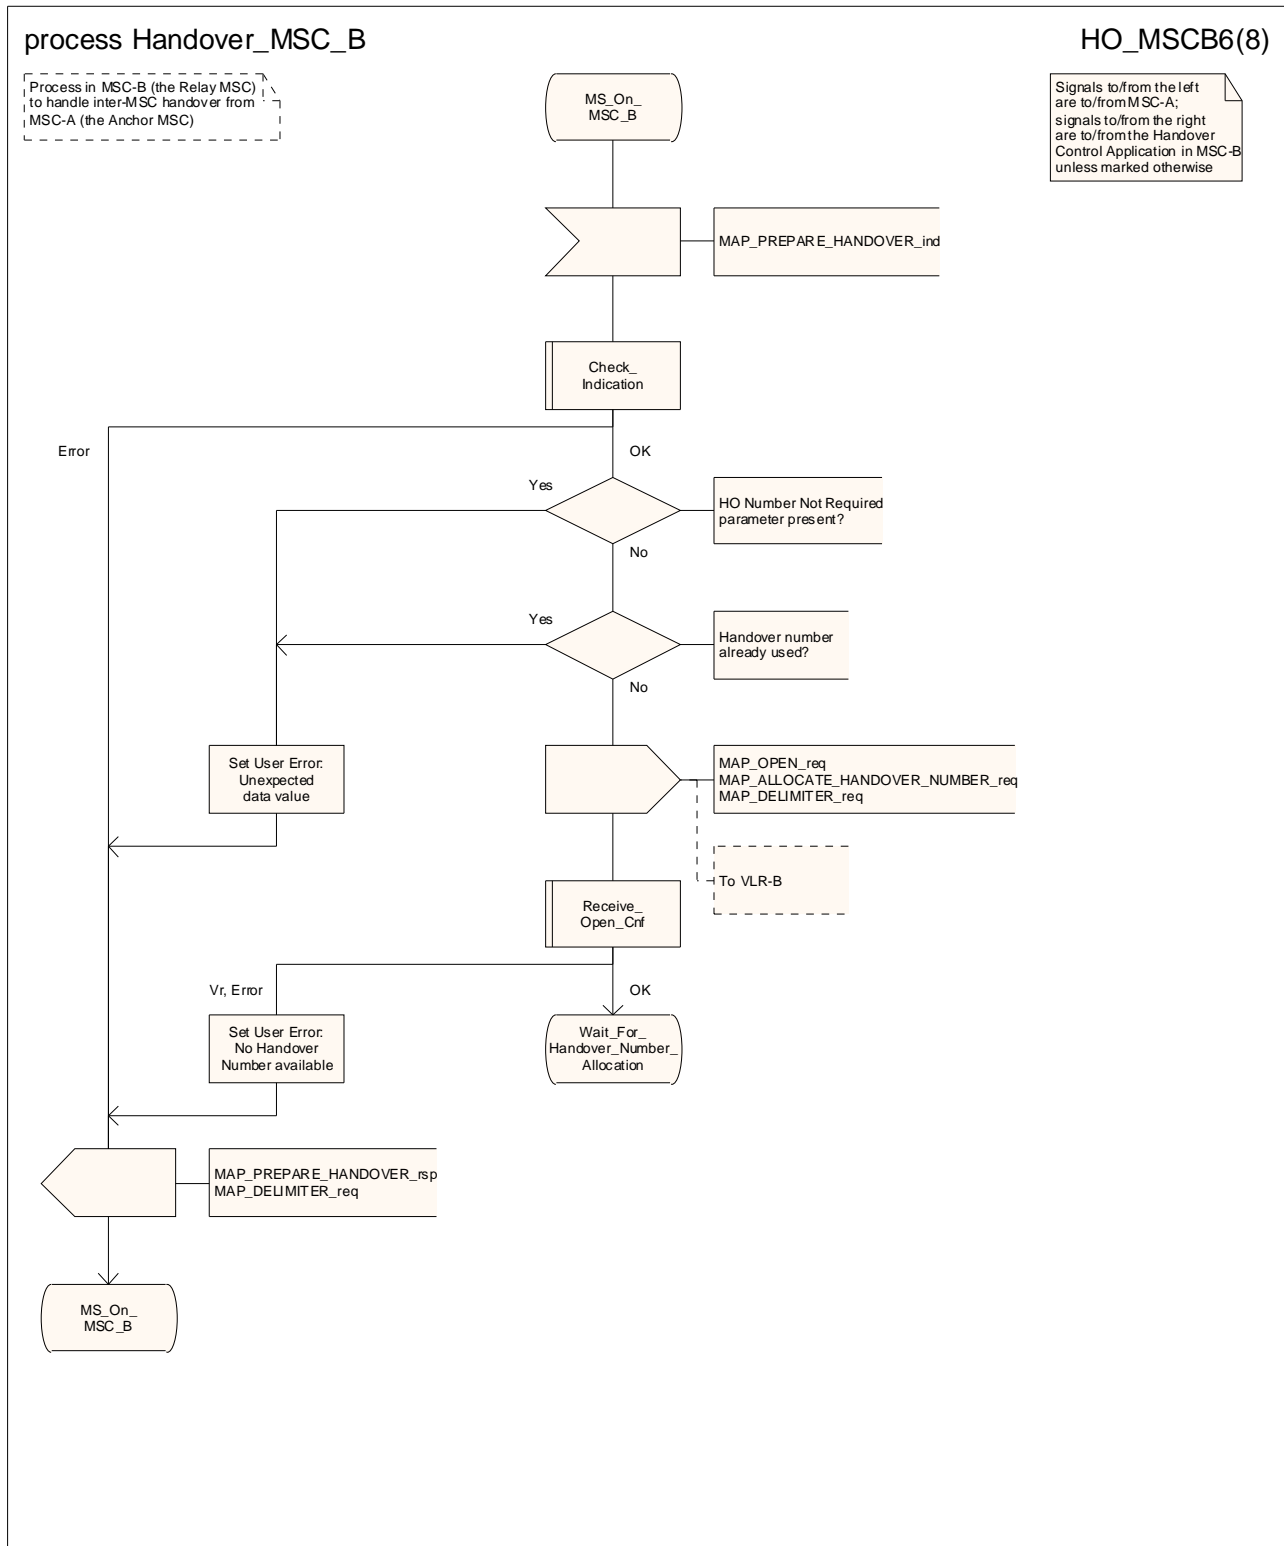 process Handover_MSC_B
HO_MSCB6(8)
Process in MSC-B (the Relay MSC)
to handle inter-MSC handover from
MSC-A (the Anchor MSC)
MS_On_
MSC_B
Signals to/from the left
are to/from MSC-A;
signals to/from the right
are to/from the Handover
Control Application in MSC-B
unless marked otherwise
MAP_PREPARE_HANDOVER_ind
Check_
Indication
Error
OK
Yes
HO Number Not Required
parameter present?
No
Yes
Handover number
already used?
No
Set User Error:
Unexpected
data value
MAP_OPEN_req
MAP_ALLOCATE_HANDOVER_NUMBER_req
MAP_DELIMITER_req
To VLR-B
Receive_
Open_Cnf
Vr, Error
OK
Set User Error:
No Handover
Number available
Wait_For_
Handover_Number_
Allocation
MAP_PREPARE_HANDOVER_rsp
MAP_DELIMITER_req
MS_On_
MSC_B